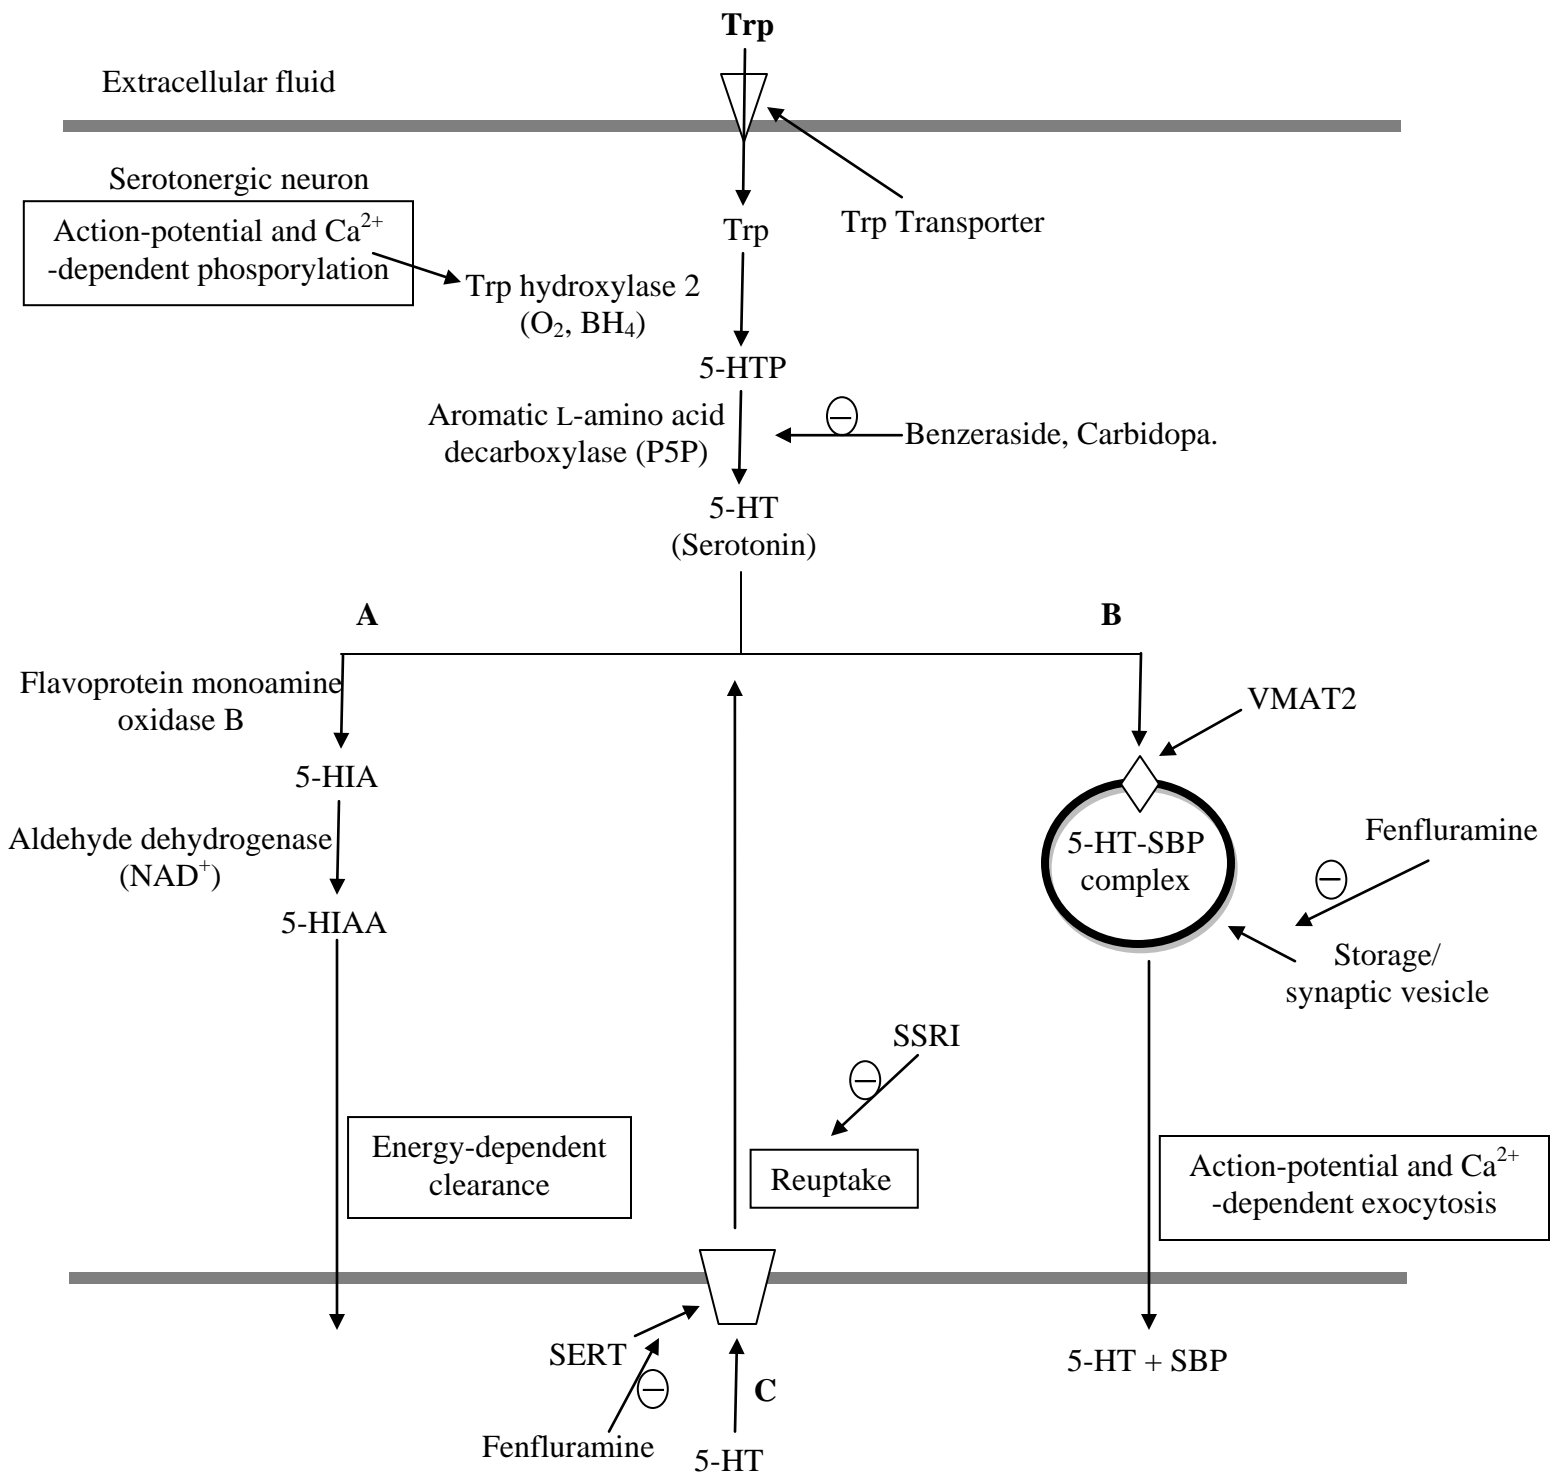 Trp
Extracellular fluid
Serotonergic neuron
Action-potential and Ca²⁺
-dependent phosporylation
Trp
Trp Transporter
Trp hydroxylase 2
(O₂, BH₄)
5-HTP
Aromatic L-amino acid
decarboxylase (P5P)
Benzeraside, Carbidopa.
5-HT
(Serotonin)
A
B
Flavoprotein monoamine
oxidase B
VMAT2
5-HIA
Aldehyde dehydrogenase
(NAD⁺)
5-HT-SBP
complex
Fenfluramine
5-HIAA
Storage/
synaptic vesicle
SSRI
Energy-dependent
clearance
Reuptake
Action-potential and Ca²⁺
-dependent exocytosis
SERT
5-HT + SBP
C
Fenfluramine
5-HT